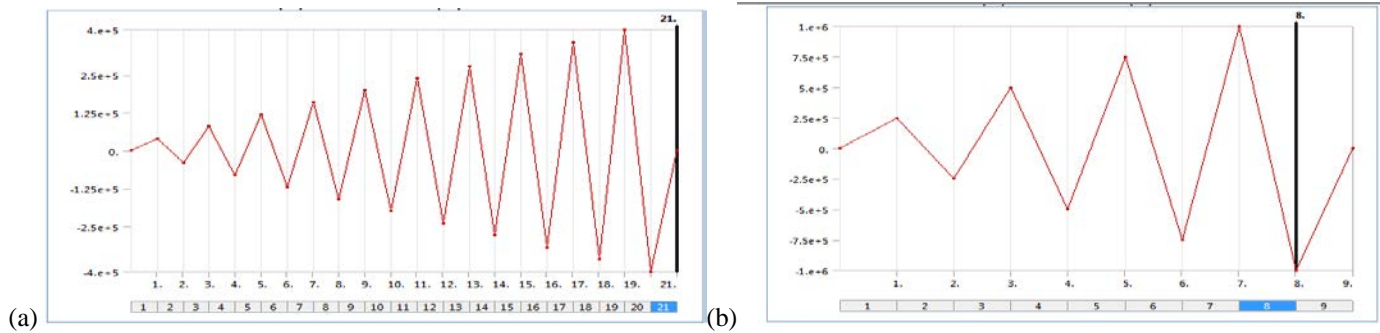 21.
4.e+5
2.5e+5
1.25e+5
0.
-1.25e+5
-2.5e+5
-4.e+5
1. 2. 3. 4. 5. 6. 7. 8. 9. 10. 11. 12. 13. 14. 15. 16. 17. 18. 19. 21.
1 2 3 4 5 6 7 8 9 10 11 12 13 14 15 16 17 18 19 20 21
(a)
8.
1.e+6
7.5e+5
5.e+5
2.5e+5
0.
-2.5e+5
-5.e+5
-7.5e+5
-1.e+6
1. 2. 3. 4. 5. 6. 7. 8. 9.
1 2 3 4 5 6 7 8 9
(b)